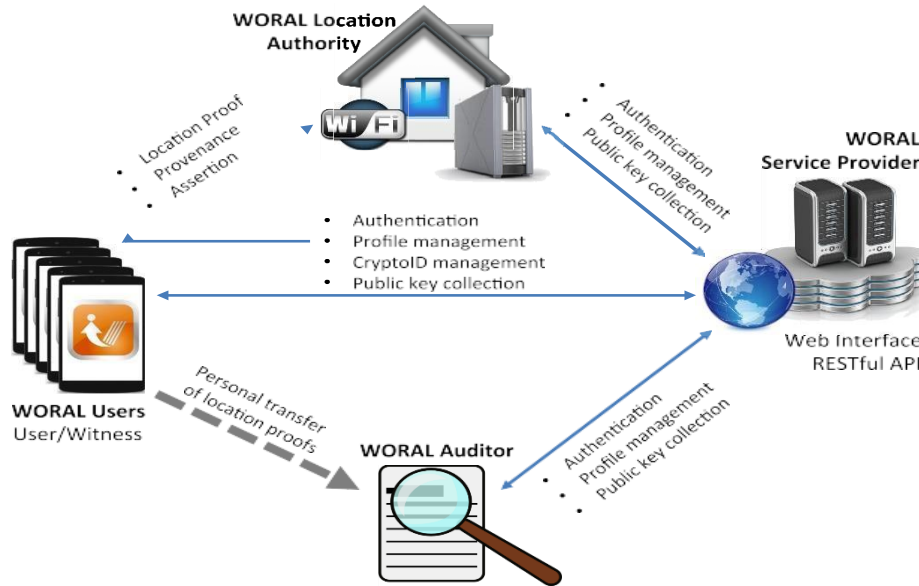 WORAL Location
Authority
Wi Fi
• Location Proof
• Provenance
• Assertion
• Authentication
• Profile management
• Public key collection
WORAL
Service Provider
• Authentication
• Profile management
• CryptoID management
• Public key collection
Web Interface
RESTful API
WORAL Users
User/Witness
Personal transfer
of location proofs
WORAL Auditor
• Authentication
• Profile management
• Public key collection